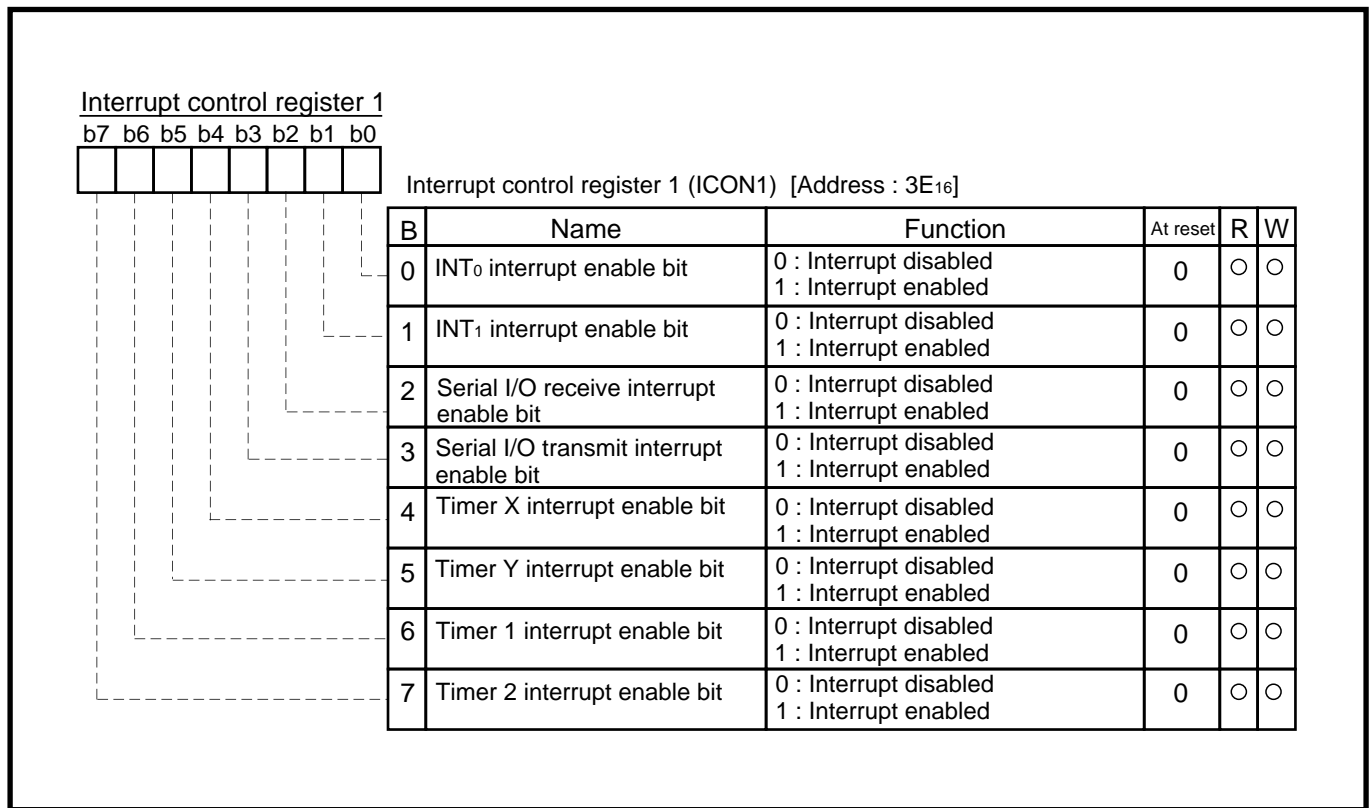 Interrupt control register 1
b7 b6 b5 b4 b3 b2 b1 b0
Interrupt control register 1 (ICON1) [Address : 3E₁₆]
B Name Function At reset R W
0 INT₀ interrupt enable bit 0 : Interrupt disabled
1 : Interrupt enabled 0 ○ ○
1 INT₁ interrupt enable bit 0 : Interrupt disabled
1 : Interrupt enabled 0 ○ ○
2 Serial I/O receive interrupt
enable bit 0 : Interrupt disabled
1 : Interrupt enabled 0 ○ ○
3 Serial I/O transmit interrupt
enable bit 0 : Interrupt disabled
1 : Interrupt enabled 0 ○ ○
4 Timer X interrupt enable bit 0 : Interrupt disabled
1 : Interrupt enabled 0 ○ ○
5 Timer Y interrupt enable bit 0 : Interrupt disabled
1 : Interrupt enabled 0 ○ ○
6 Timer 1 interrupt enable bit 0 : Interrupt disabled
1 : Interrupt enabled 0 ○ ○
7 Timer 2 interrupt enable bit 0 : Interrupt disabled
1 : Interrupt enabled 0 ○ ○